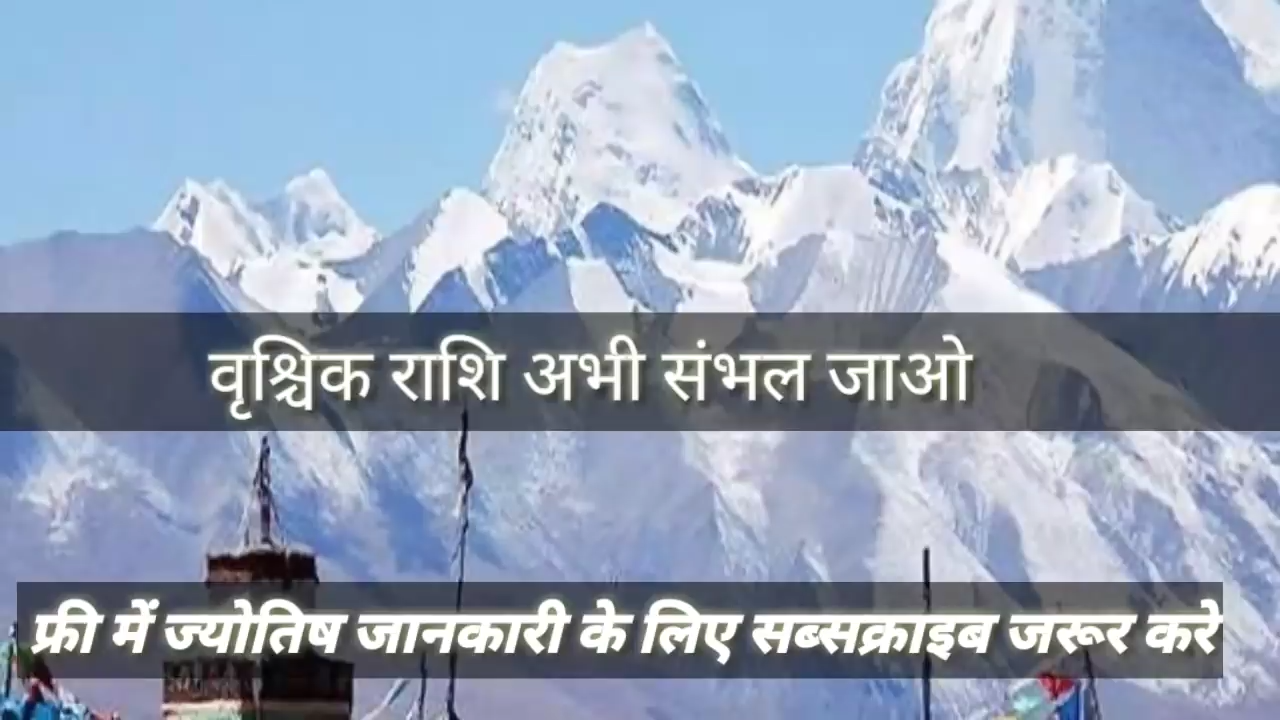 वृश्चिक राशि अभी संभल जाओ
फ्री में ज्योतिष जानकारी के लिए सब्सक्राइब जरूर करे